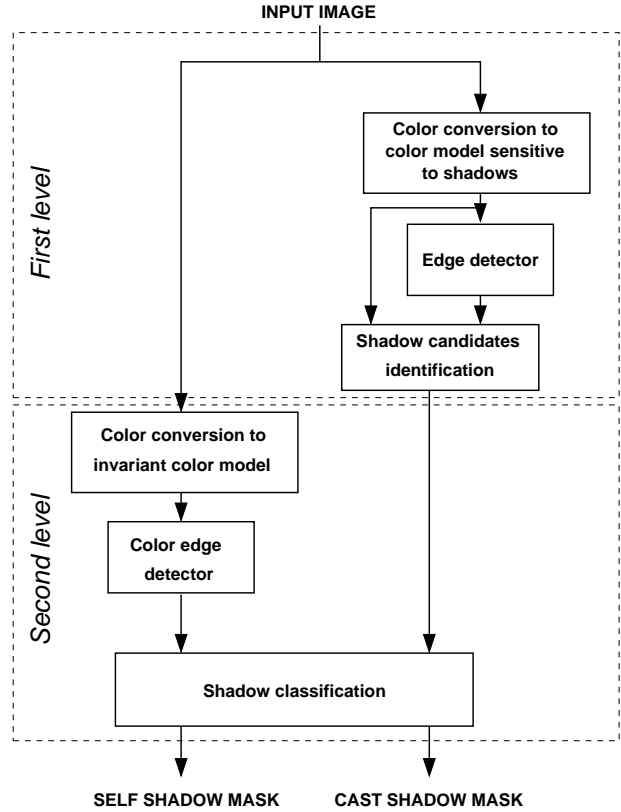 INPUT IMAGE
First level
Color conversion to
color model sensitive
to shadows
Edge detector
Shadow candidates
identification
Second level
Color conversion to
invariant color model
Color edge
detector
Shadow classification
SELF SHADOW MASK
CAST SHADOW MASK